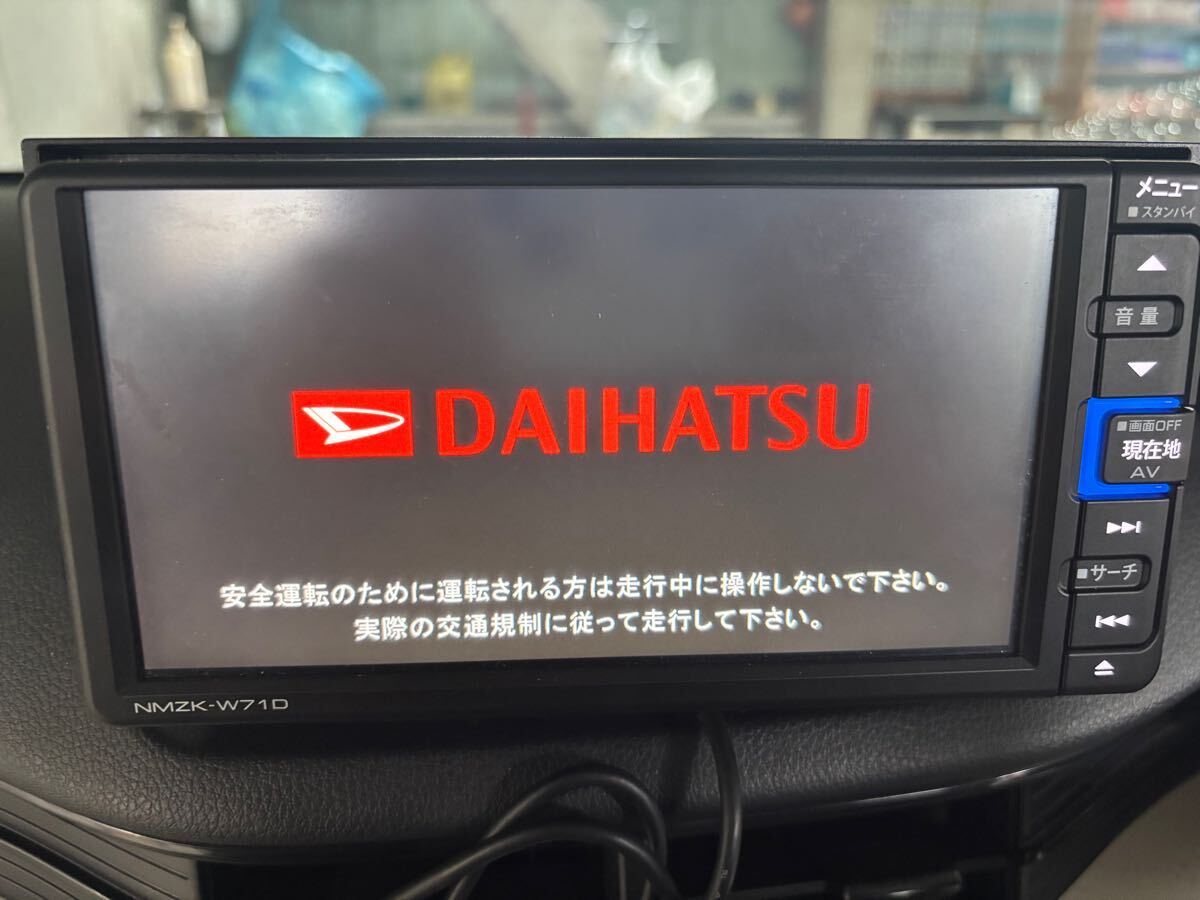 DAIHATSU
安全運転のために運転される方は走行中に操作しないで下さい。
実際の交通規制に従って走行して下さい。
NMZK-W71D
メニュー
スタンバイ
音量
画面OFF
現在地
AV
サーチ